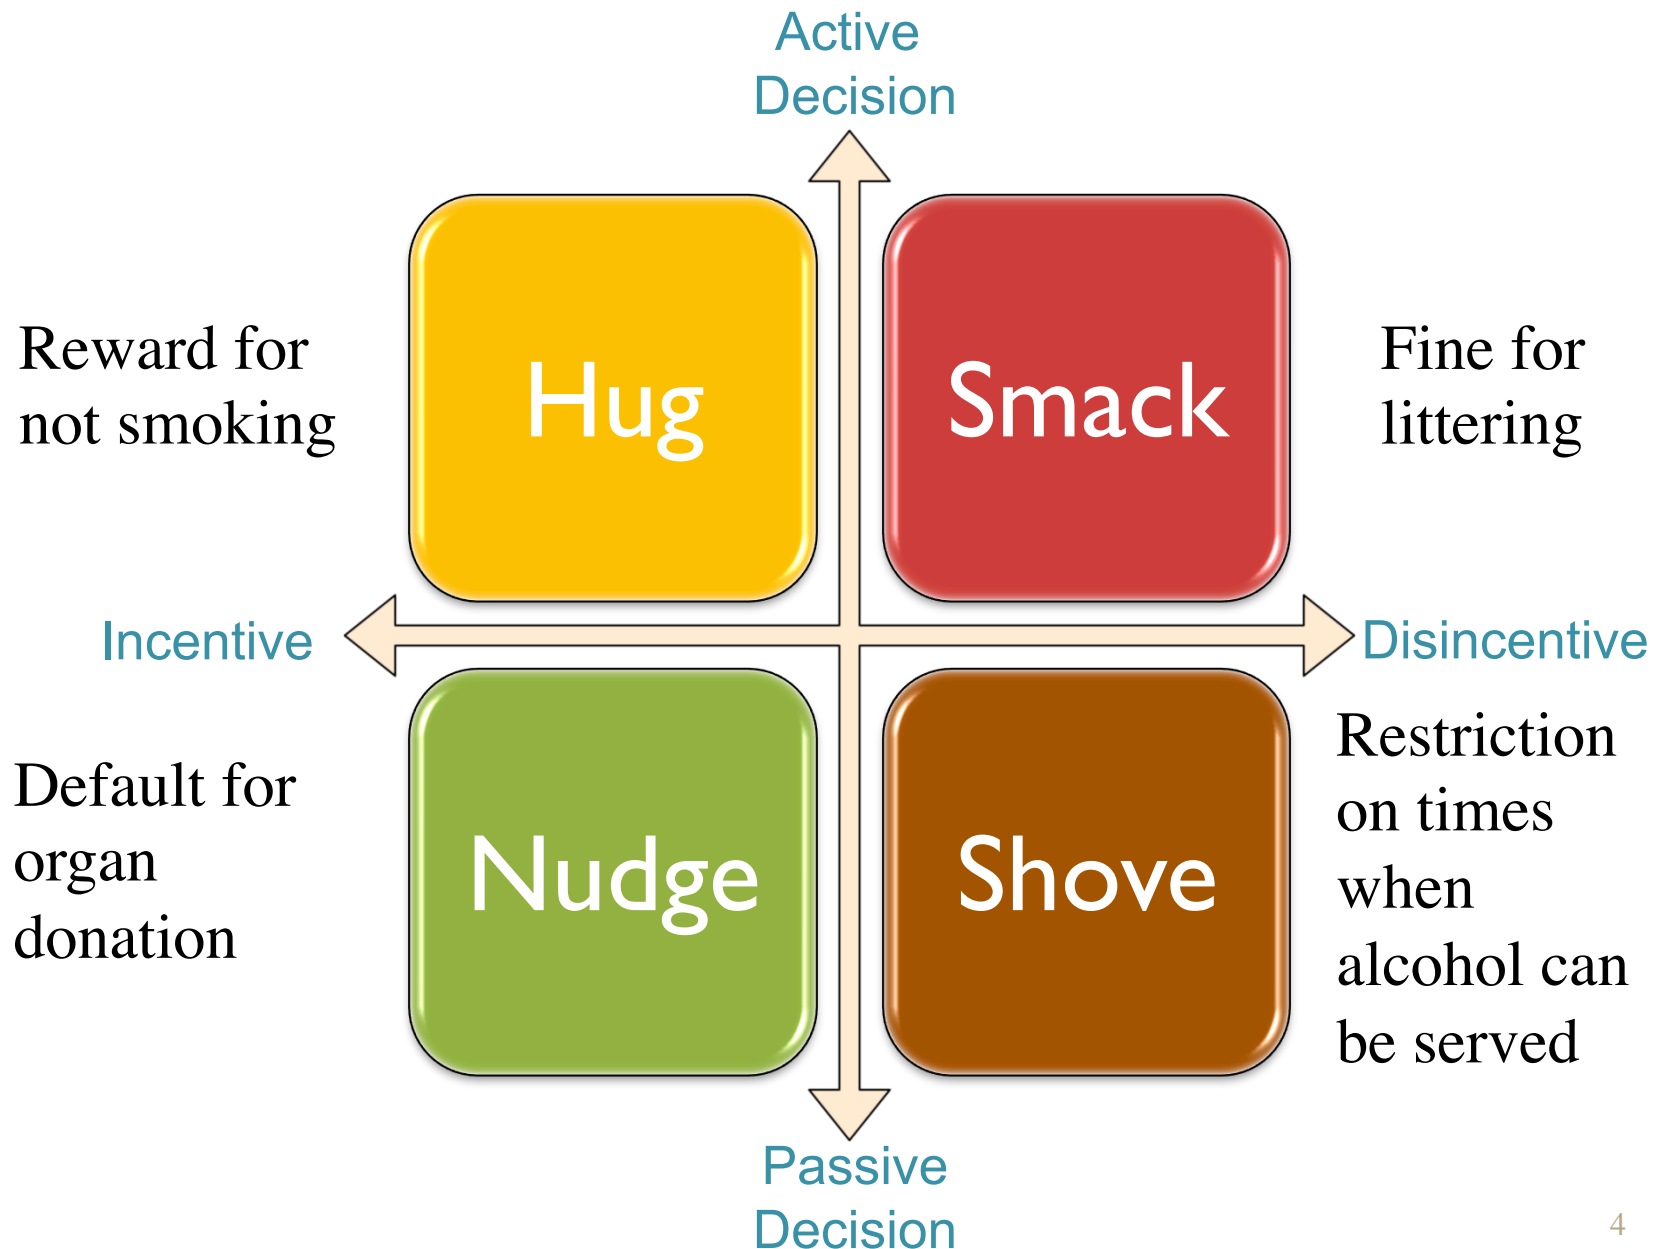 Active
Decision
Reward for
not smoking
Hug
Smack
Fine for
littering
Incentive
Disincentive
Default for
organ
donation
Nudge
Shove
Restriction
on times
when
alcohol can
be served
Passive
Decision
4